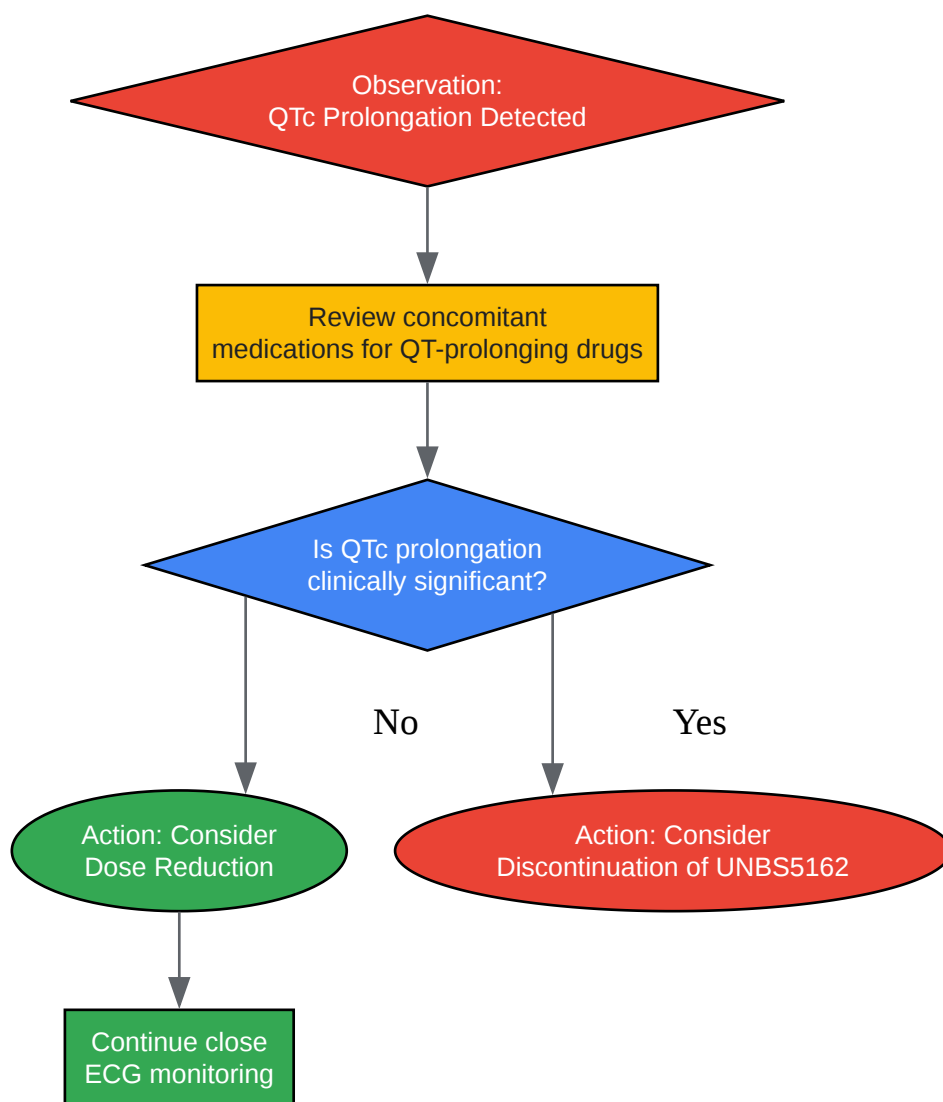 Observation:
QTc Prolongation Detected
Review concomitant
medications for QT-prolonging drugs
Is QTc prolongation
clinically significant?
No
Yes
Action: Consider
Dose Reduction
Action: Consider
Discontinuation of UNBS5162
Continue close
ECG monitoring